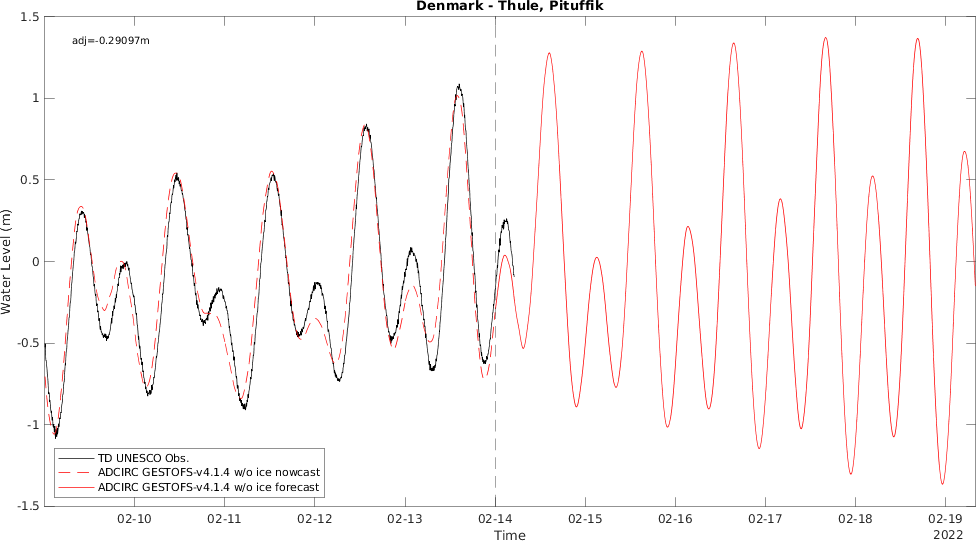 Denmark - Thule, Pituffik
adj=-0.29097m
1.5
1
0.5
0
-0.5
-1
-1.5
Water Level (m)
TD UNESCO Obs.
ADCIRC GESTOFS-v4.1.4 w/o ice nowcast
ADCIRC GESTOFS-v4.1.4 w/o ice forecast
02-10 02-11 02-12 02-13 02-14 02-15 02-16 02-17 02-18 02-19
Time
2022